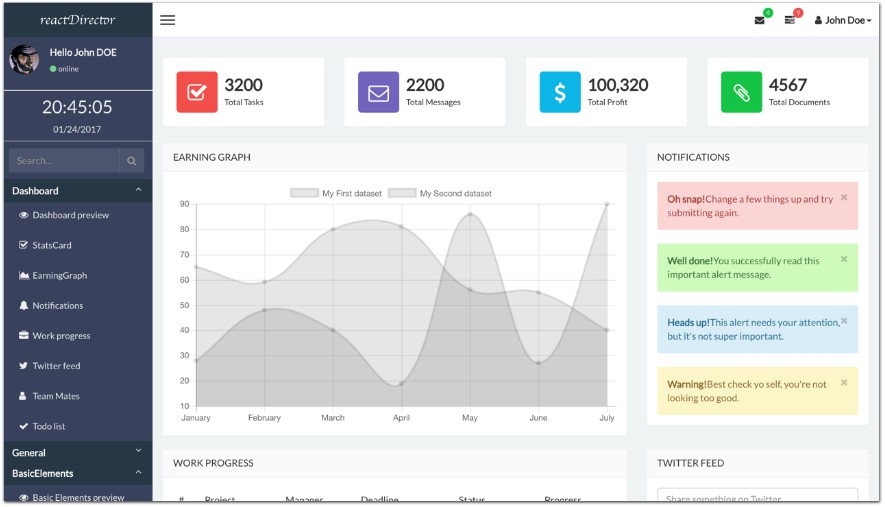 reactDirector
4
9
John Doe
Hello John DOE
online
20:45:05
01/24/2017
Search...
Dashboard
Dashboard preview
StatsCard
EarningGraph
Notifications
Work progress
Twitter feed
Team Mates
Todo list
General
BasicElements
Basic Elements preview
3200
Total Tasks
2200
Total Messages
100,320
Total Profit
4567
Total Documents
EARNING GRAPH
My First dataset My Second dataset
90
80
70
60
50
40
30
20
10
January February March April May June July
NOTIFICATIONS
Oh snap!Change a few things up and try
submitting again.
Well done!You successfully read this
important alert message.
Heads up!This alert needs your attention,
but it's not super important.
Warning!Best check yo self, you're not
looking too good.
WORK PROGRESS
# Project Manager Deadline Status Progress
TWITTER FEED
Share something on Twitter